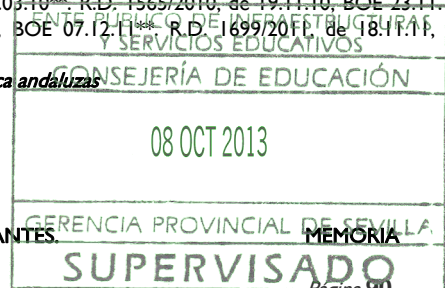 03.10** R.D. 1565/2010, de 19.11.10, BOE 23.11.
ENTE PÚBLICO DE INFRAESTRUCTURAS
BOE 07.12.11** R.D. 1699/2011, de 18.11.11,
Y SERVICIOS EDUCATIVOS
CONSEJERÍA DE EDUCACIÓN
ca andaluzas
08 OCT 2013
GERENCIA PROVINCIAL DE SEVILLA
ANTES. MEMORIA
SUPERVISADO
Página 90